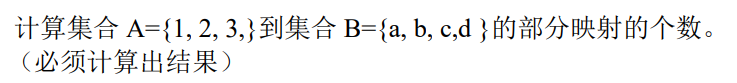 计算集合 A={1, 2, 3,}到集合 B={a, b, c,d }的部分映射的个数。
（必须计算出结果）